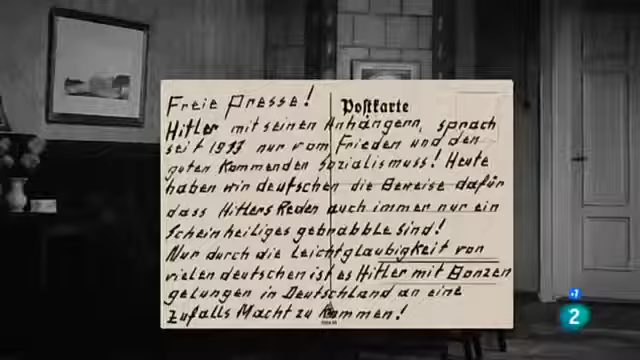 Freie Presse!
Postkarte
Hitler mit seinen Anhängern, sprach
seit 1933 nur vom Frieden und den
guten Kommenden Sozialismuss! Heute
haben wir deutschen die Beweise dafür
dass Hitlers Reden auch immer nur ein
Scheinheiliges gebrabble sind!
Nur durch die Leichtglaubigkeit von
vielen deutschen ist es Hitler mit Bonzen
gelungen in Deutschland an eine
Zufalls Macht zu kommen!
+7
2